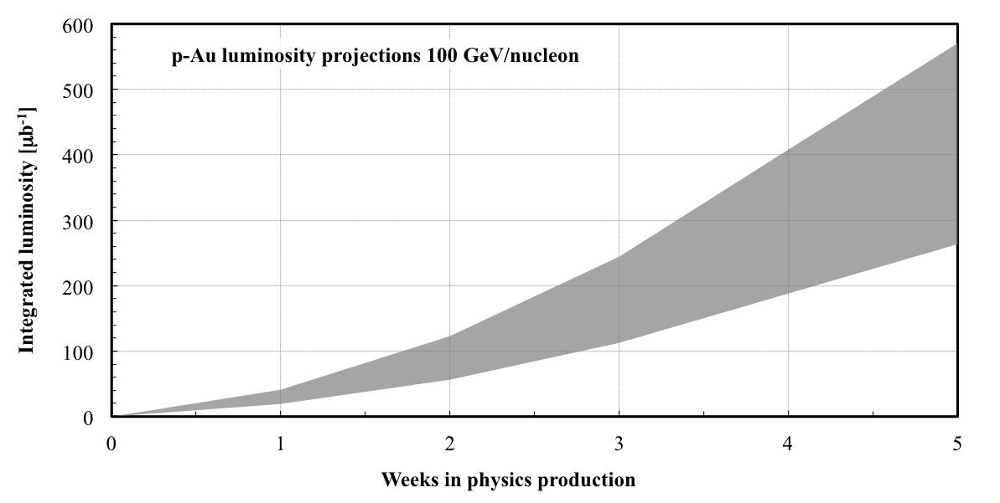 p-Au luminosity projections 100 GeV/nucleon
Integrated luminosity [μb⁻¹]
600
500
400
300
200
100
0
0 1 2 3 4 5
Weeks in physics production